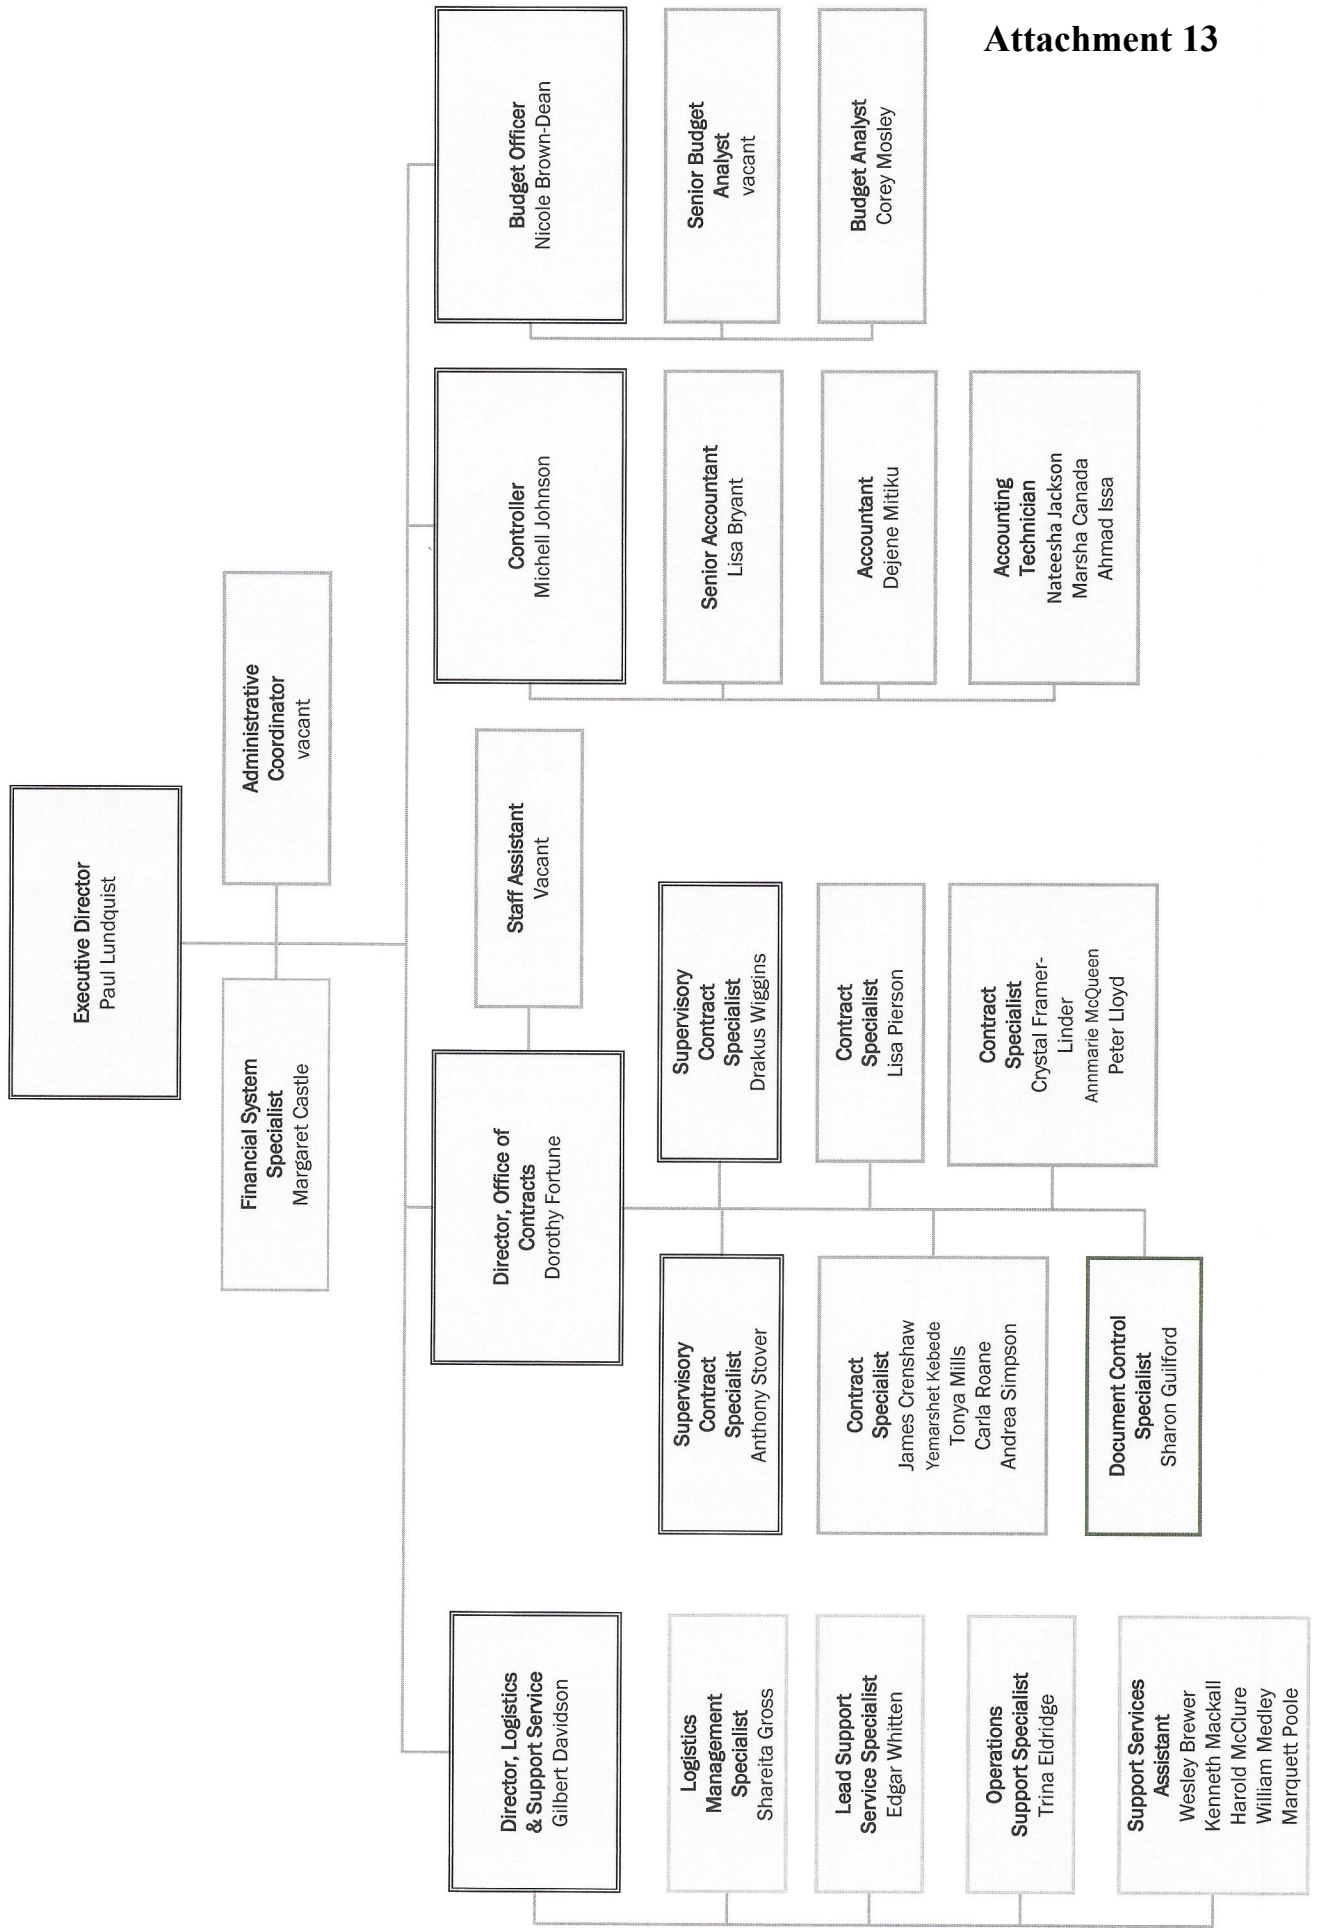 Attachment 13
Executive Director
Paul Lundquist
Financial System
Specialist
Margaret Castle
Administrative
Coordinator
vacant
Director, Logistics
& Support Service
Gilbert Davidson
Logistics
Management
Specialist
Shareita Gross
Lead Support
Service Specialist
Edgar Whitten
Operations
Support Specialist
Trina Eldridge
Support Services
Assistant
Wesley Brewer
Kenneth Mackall
Harold McClure
William Medley
Marquett Poole
Director, Office of
Contracts
Dorothy Fortune
Staff Assistant
Vacant
Supervisory
Contract
Specialist
Anthony Stover
Contract
Specialist
James Crenshaw
Yemarshet Kebede
Tonya Mills
Carla Roane
Andrea Simpson
Document Control
Specialist
Sharon Guilford
Supervisory
Contract
Specialist
Drakus Wiggins
Contract
Specialist
Lisa Pierson
Contract
Specialist
Crystal Framer-
Linder
Annmarie McQueen
Peter Lloyd
Controller
Michell Johnson
Senior Accountant
Lisa Bryant
Accountant
Dejene Mitiku
Accounting
Technician
Nateesha Jackson
Marsha Canada
Ahmad Issa
Budget Officer
Nicole Brown-Dean
Senior Budget
Analyst
vacant
Budget Analyst
Corey Mosley